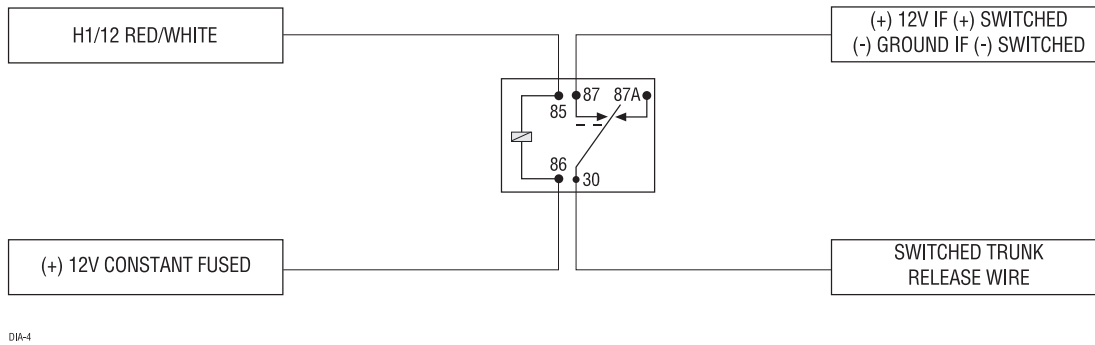 H1/12 RED/WHITE
(+) 12V IF (+) SWITCHED
(-) GROUND IF (-) SWITCHED
87 87A
85
86
30
(+) 12V CONSTANT FUSED
SWITCHED TRUNK
RELEASE WIRE
DIA-4